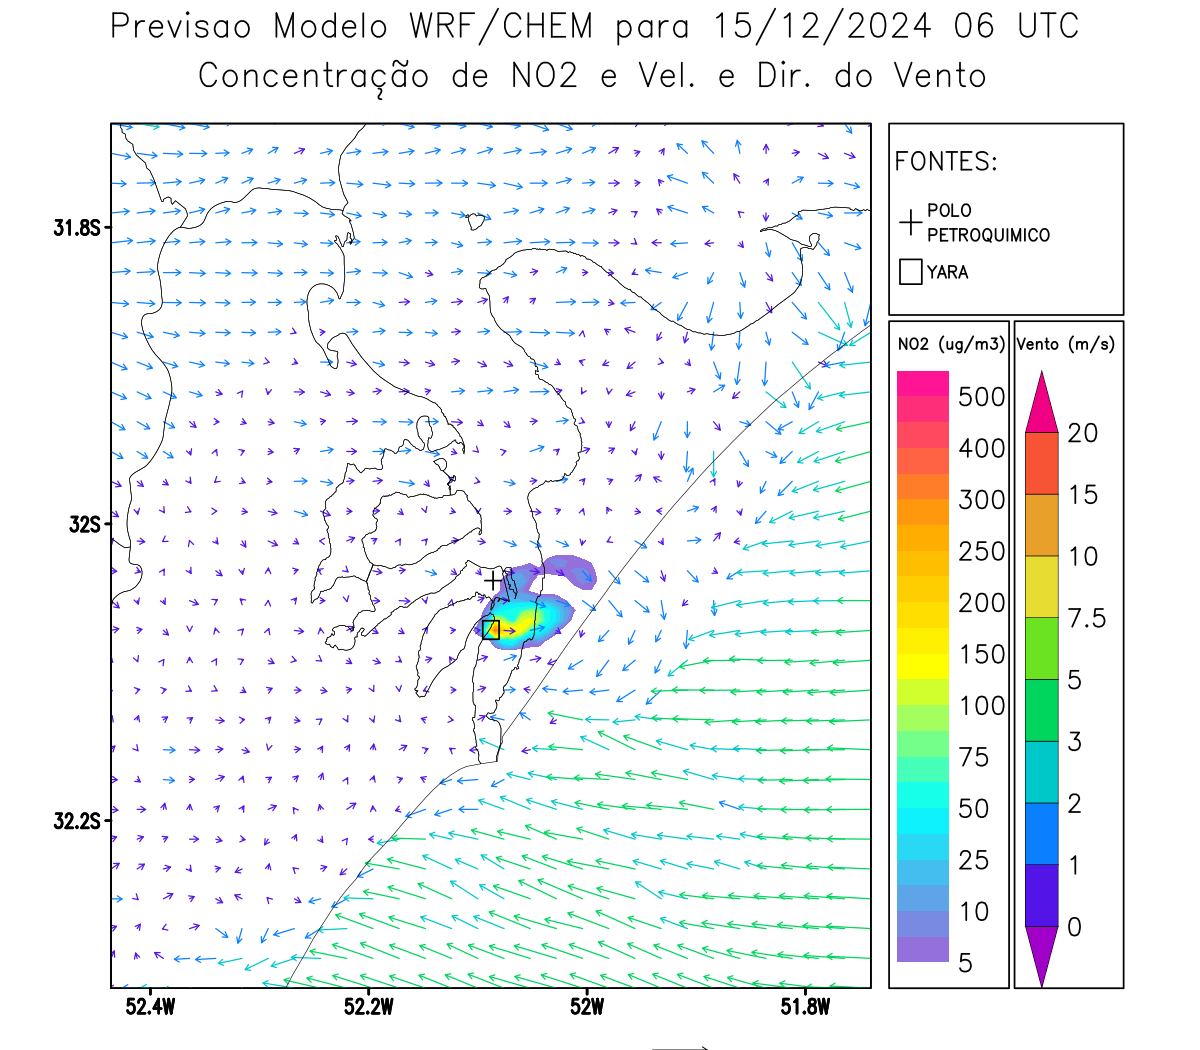 Previsao Modelo WRF/CHEM para 15/12/2024 06 UTC
Concentração de NO2 e Vel. e Dir. do Vento
FONTES:
POLO
PETROQUIMICO
YARA
31.8S
32S
32.2S
52.4W
52.2W
52W
51.8W
NO2 (ug/m3)
500
400
300
250
200
150
100
75
50
25
10
5
Vento (m/s)
20
15
10
7.5
5
3
2
1
0